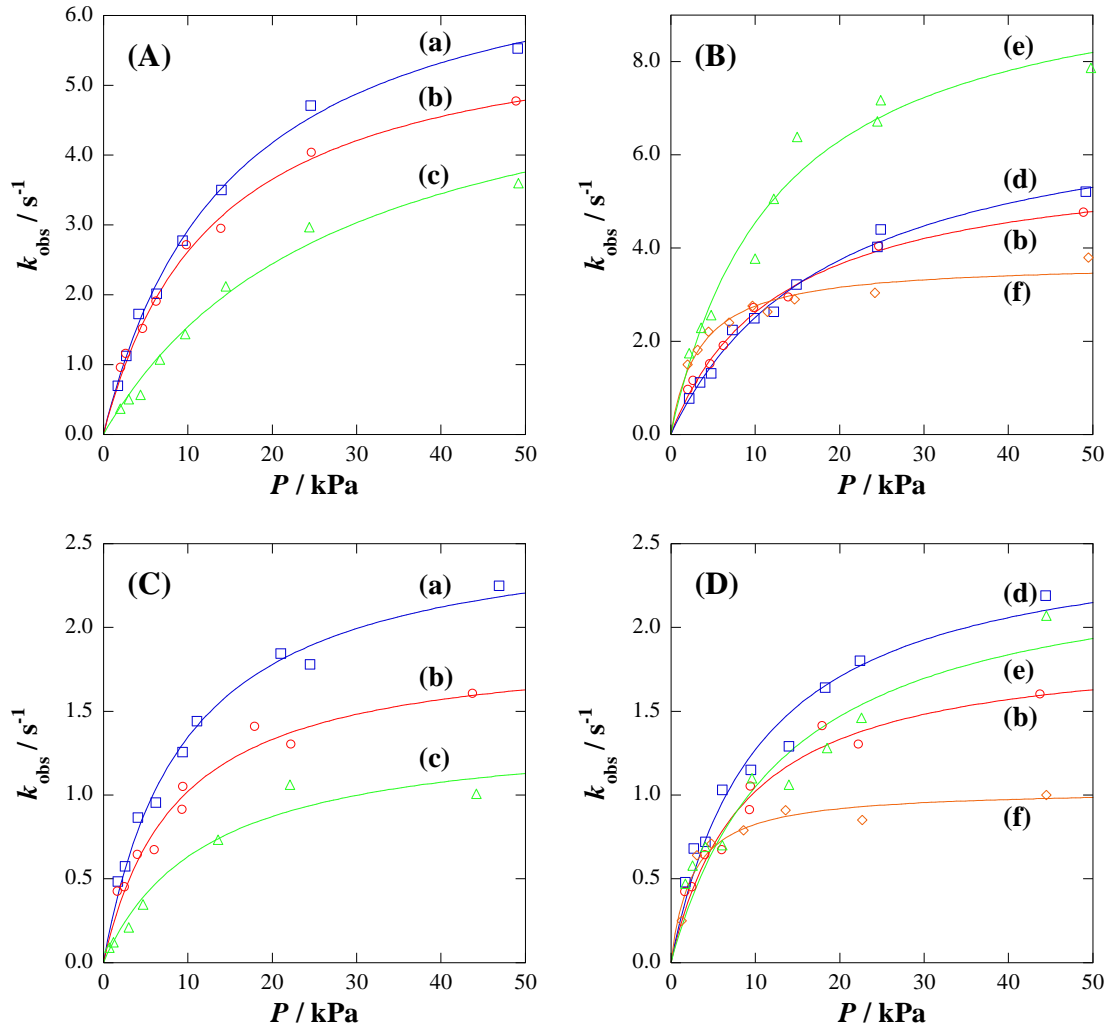 (A)
(a)
(b)
(c)
6.0
5.0
4.0
3.0
2.0
1.0
0.0
k_obs / s⁻¹
0 10 20 30 40 50
P / kPa
(B)
(e)
(d)
(b)
(f)
8.0
6.0
4.0
2.0
0.0
k_obs / s⁻¹
0 10 20 30 40 50
P / kPa
(C)
(a)
(b)
(c)
2.5
2.0
1.5
1.0
0.5
0.0
k_obs / s⁻¹
0 10 20 30 40 50
P / kPa
(D)
(d)
(e)
(b)
(f)
2.5
2.0
1.5
1.0
0.5
0.0
k_obs / s⁻¹
0 10 20 30 40 50
P / kPa